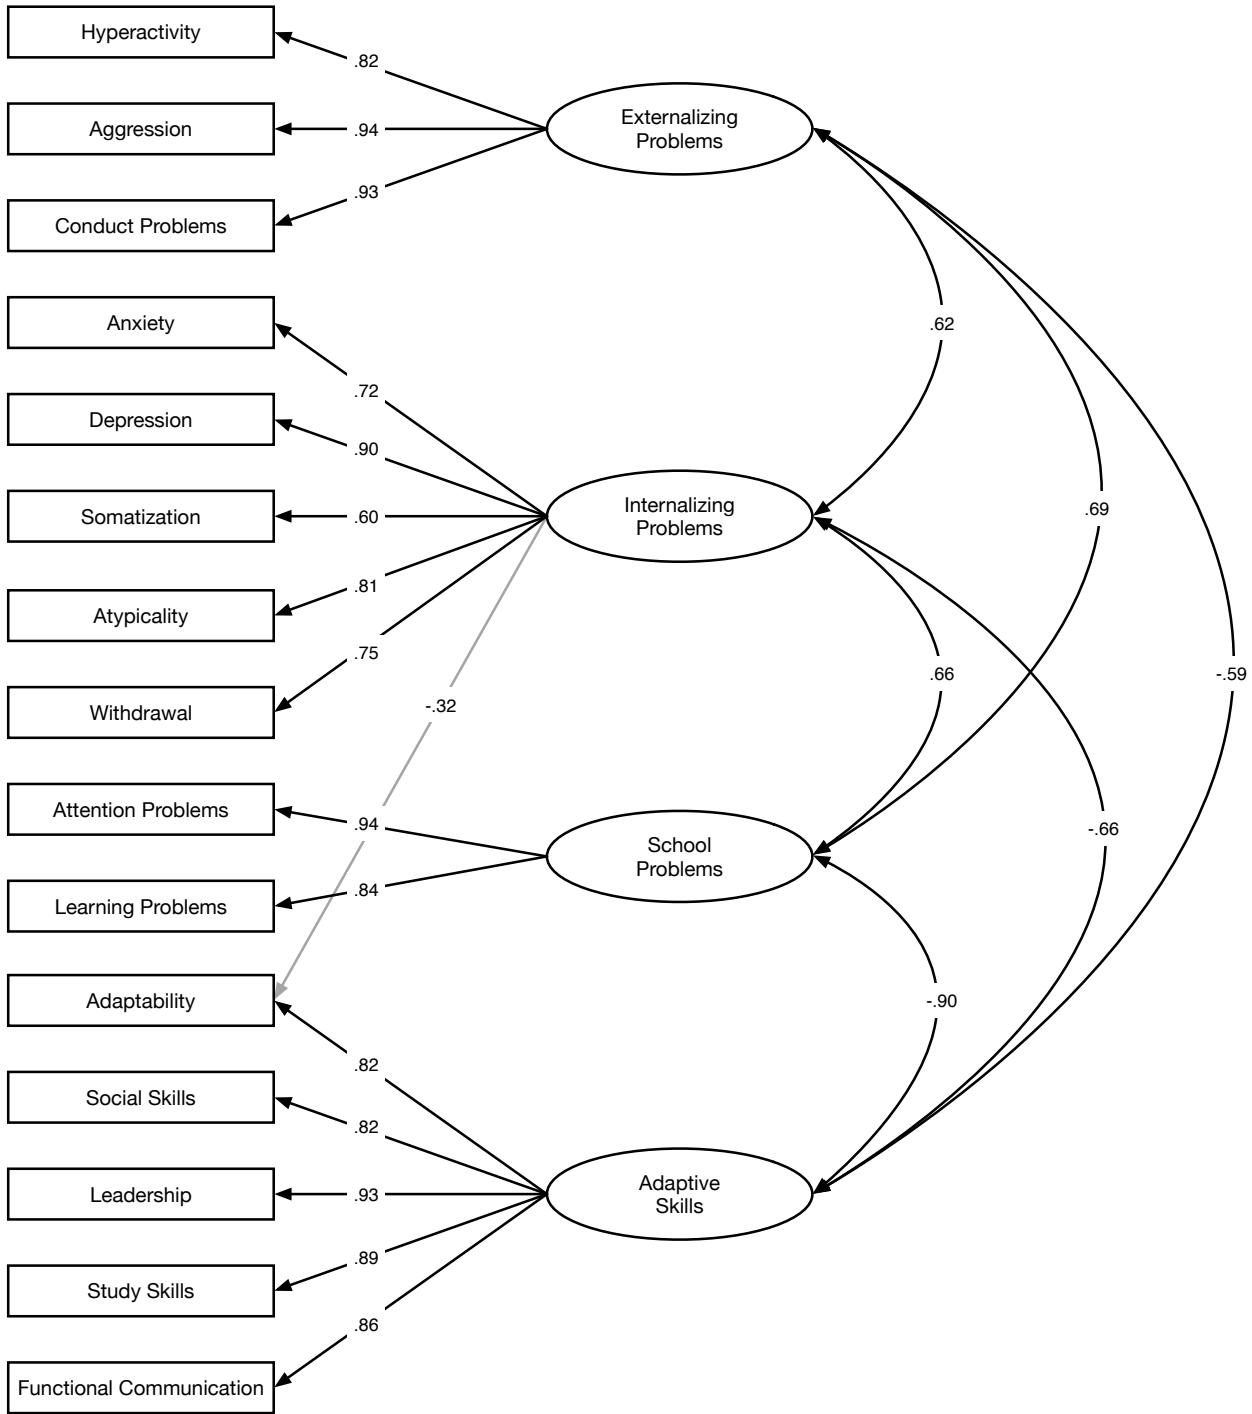 Hyperactivity
.82
Aggression
.94
Externalizing
Problems
.93
Conduct Problems
Anxiety
.62
.72
Depression
.90
Somatization
.60
Internalizing
Problems
.69
.81
Atypicality
.75
.66
-.59
Withdrawal
-.32
Attention Problems
.94
-.66
School
Problems
.84
Learning Problems
Adaptability
-.90
.82
Social Skills
.82
Leadership
.93
Adaptive
Skills
.89
Study Skills
.86
Functional Communication